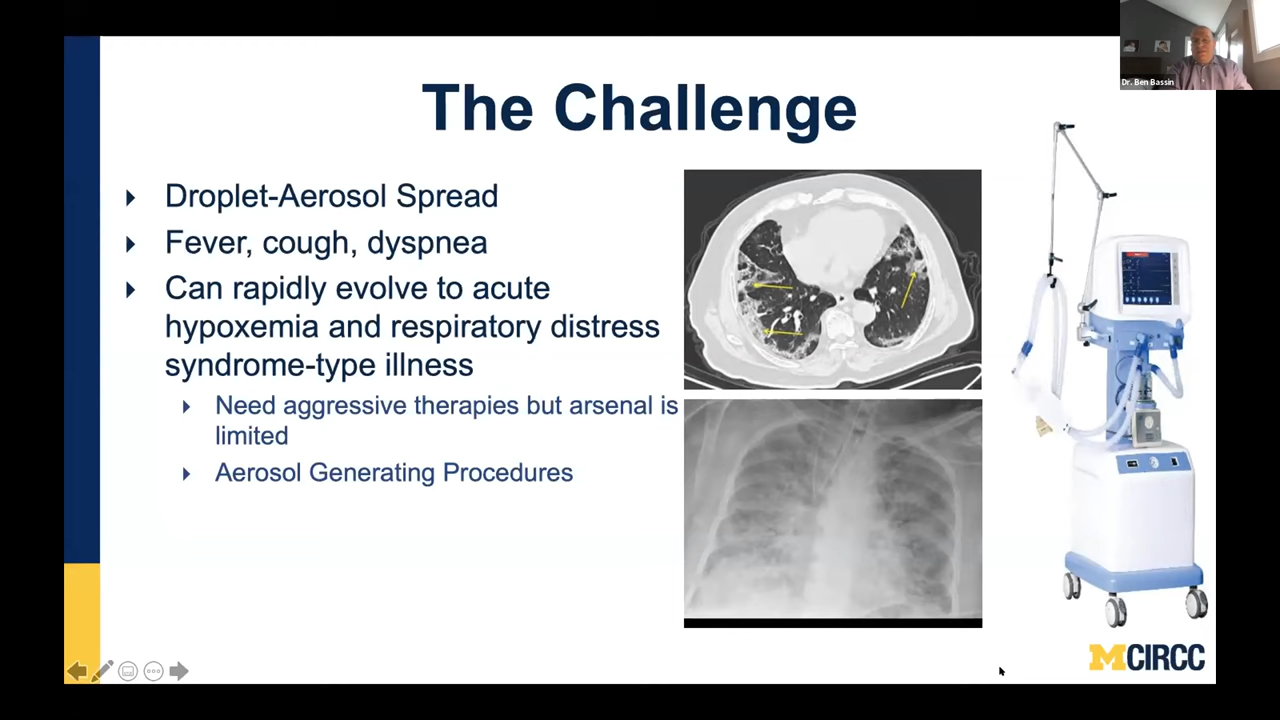 Dr. Ben Bassin
The Challenge
Droplet-Aerosol Spread
Fever, cough, dyspnea
Can rapidly evolve to acute
hypoxemia and respiratory distress
syndrome-type illness
Need aggressive therapies but arsenal is
limited
Aerosol Generating Procedures
MCIRCC